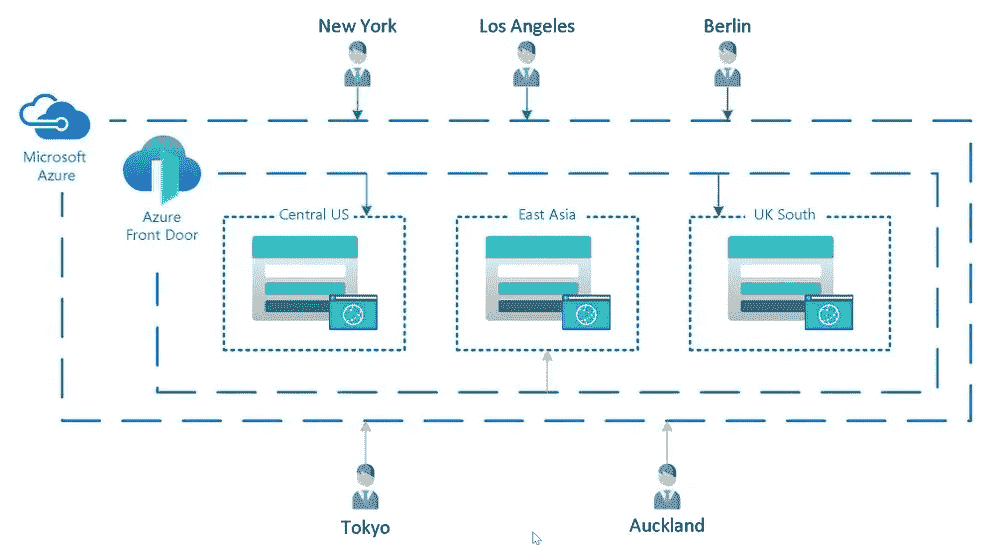 New York
Los Angeles
Berlin
Microsoft
Azure
Azure
Front Door
Central US
East Asia
UK South
Tokyo
Auckland